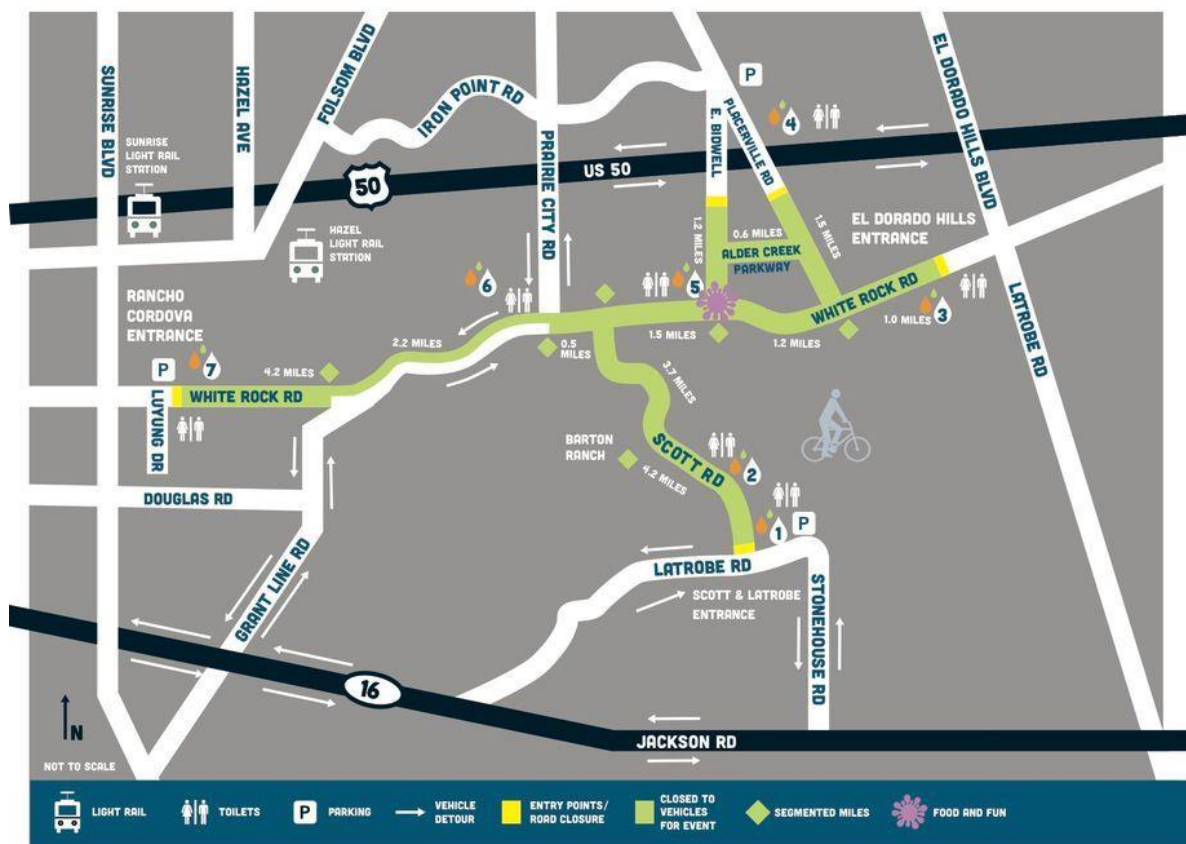 SUNRISE BLVD
HAZEL AVE
FOLSOM BLVD
IRON POINT RD
PRAIRIE CITY RD
P
E. BIDWELL
PLACERVILLE RD
4
EL DORADO HILLS BLVD
SUNRISE
LIGHT RAIL
STATION
50
US 50
HAZEL
LIGHT RAIL
STATION
1.2 MILES
0.6 MILES
1.5 MILES
ALDER CREEK
PARKWAY
EL DORADO HILLS
ENTRANCE
6
5
RANCHO
CORDOVA
ENTRANCE
WHITE ROCK RD
3
1.0 MILES
LATROBE RD
2.2 MILES
0.5
MILES
1.5 MILES
1.2 MILES
P
7
4.2 MILES
WHITE ROCK RD
LUYUNG DR
3.7 MILES
BARTON
RANCH
SCOTT RD
2
4.2 MILES
DOUGLAS RD
1
P
GRANT LINE RD
LATROBE RD
SCOTT & LATROBE
ENTRANCE
STONEHOUSE RD
16
JACKSON RD
N
NOT TO SCALE
LIGHT RAIL
TOILETS
P
PARKING
VEHICLE
DETOUR
ENTRY POINTS/
ROAD CLOSURE
CLOSED TO
VEHICLES
FOR EVENT
SEGMENTED MILES
FOOD AND FUN